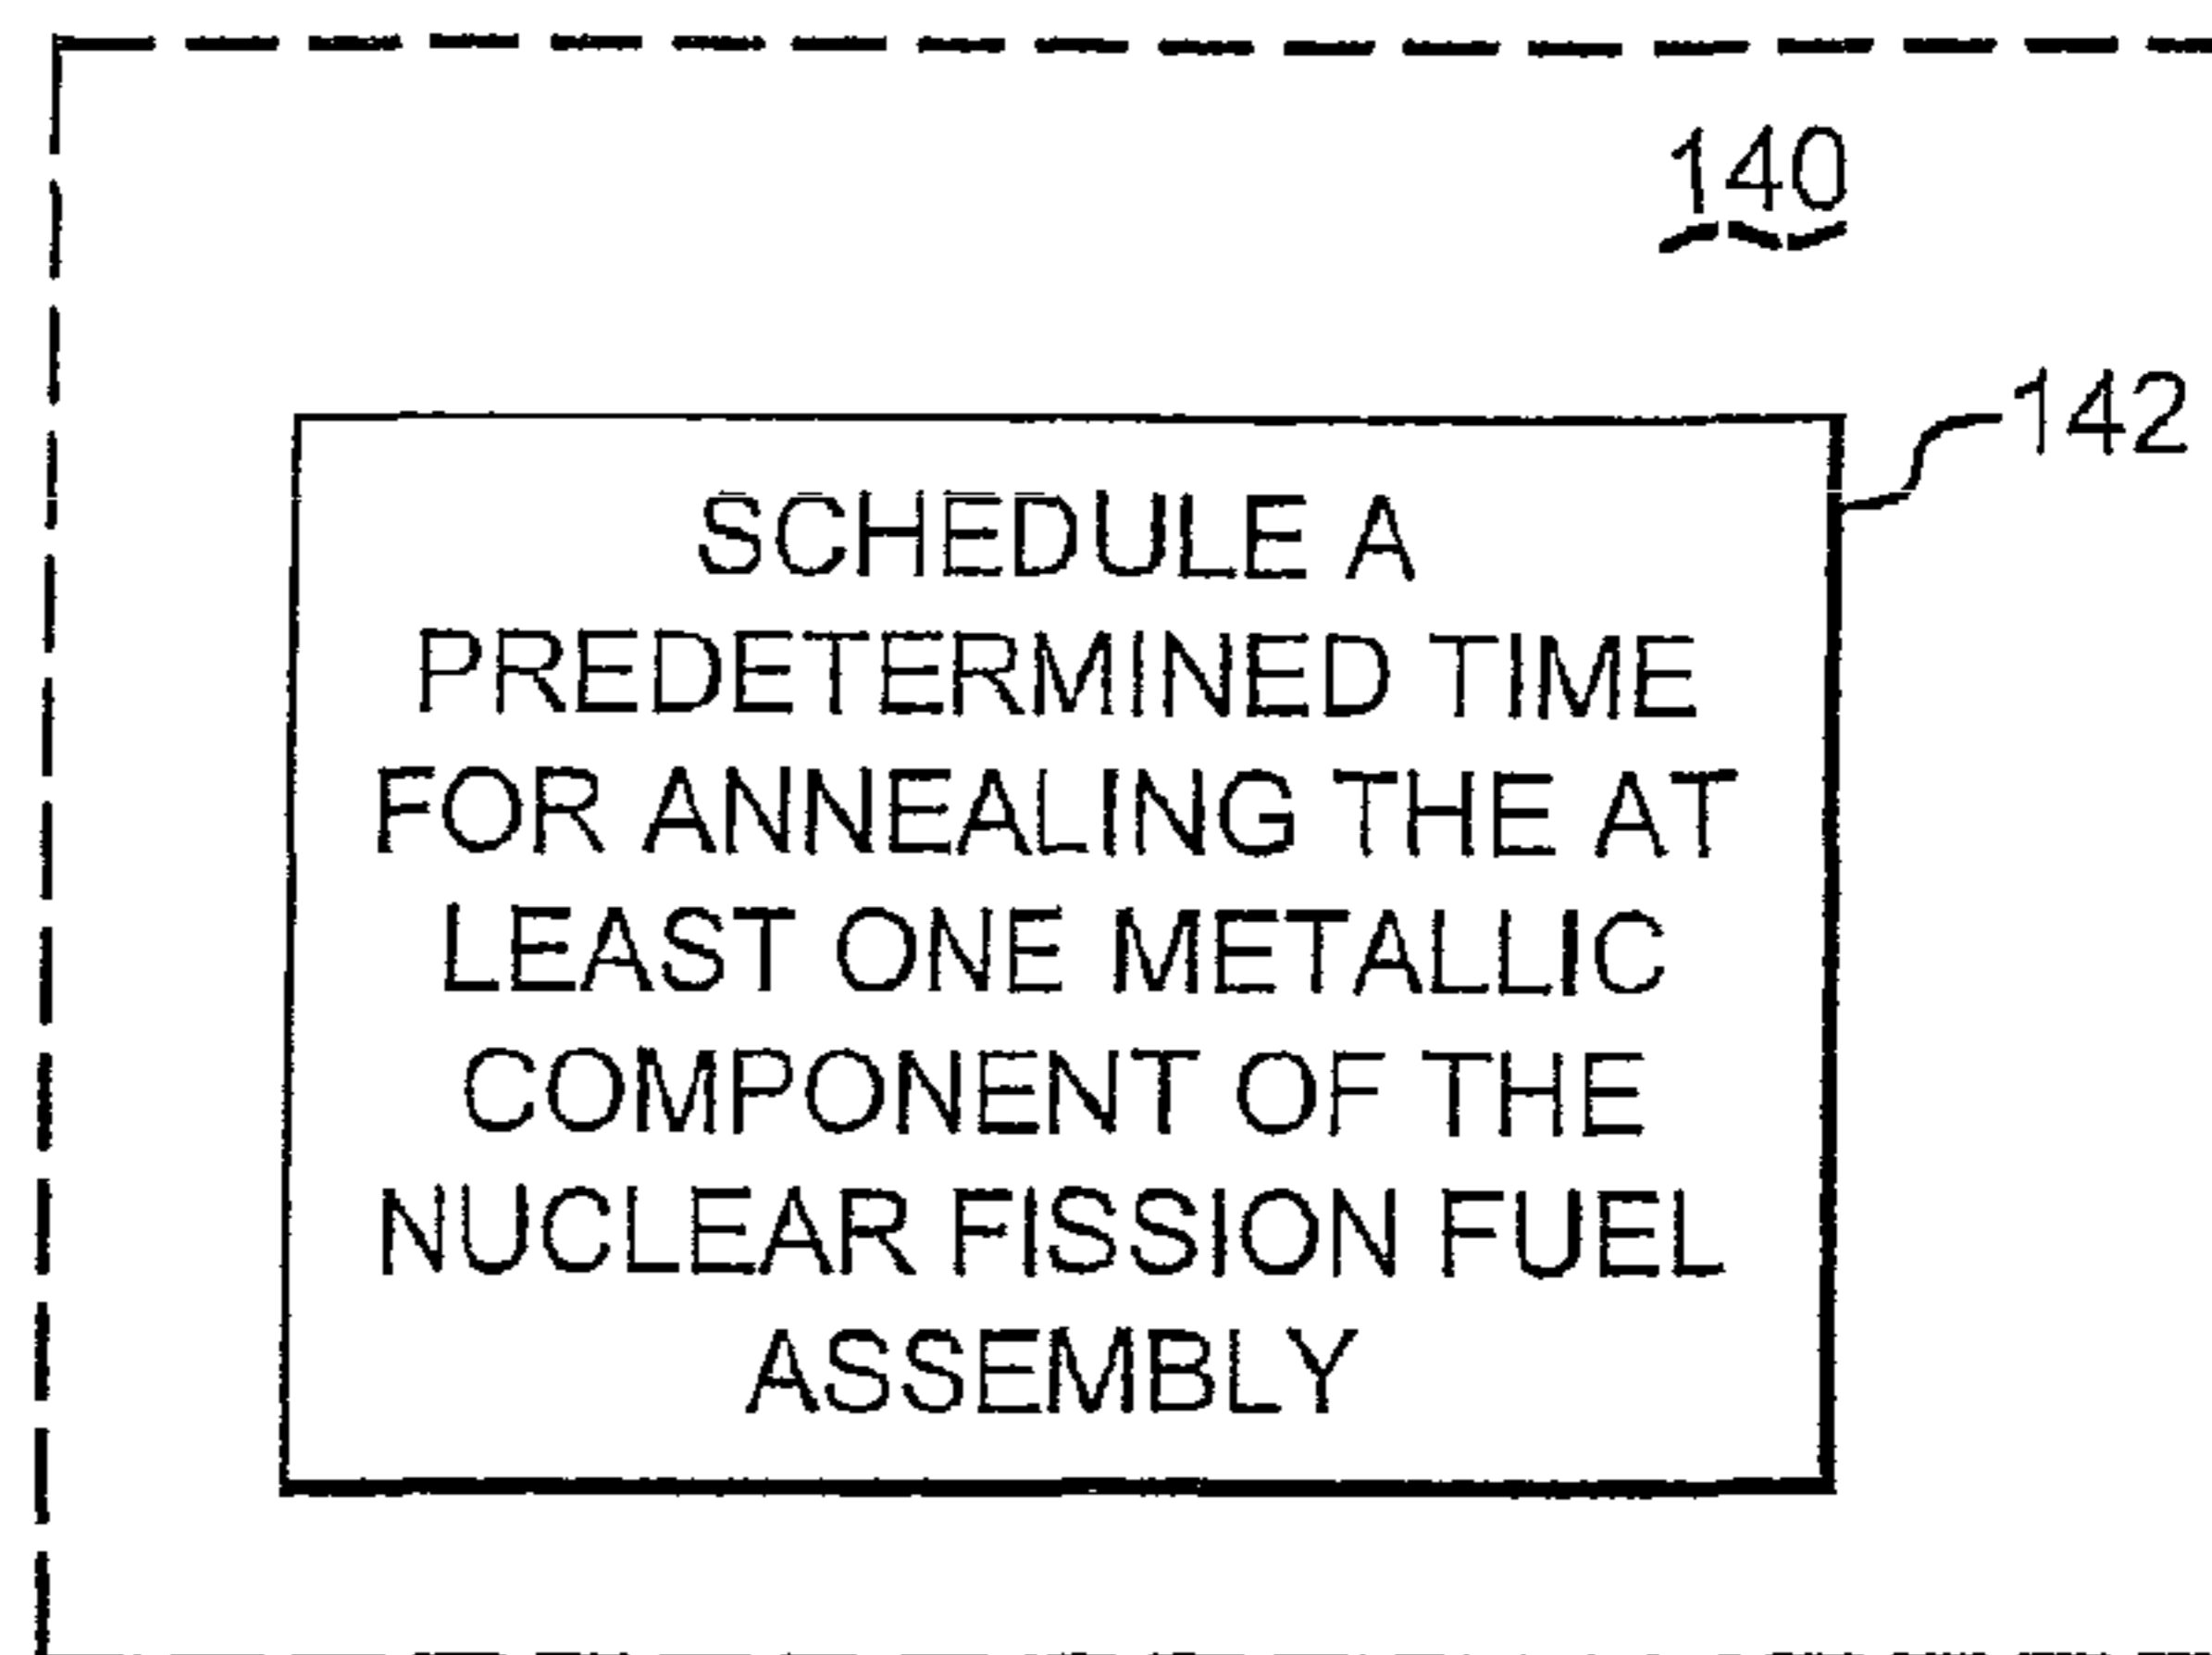 140
142
SCHEDULE A
PREDETERMINED TIME
FOR ANNEALING THE AT
LEAST ONE METALLIC
COMPONENT OF THE
NUCLEAR FISSION FUEL
ASSEMBLY